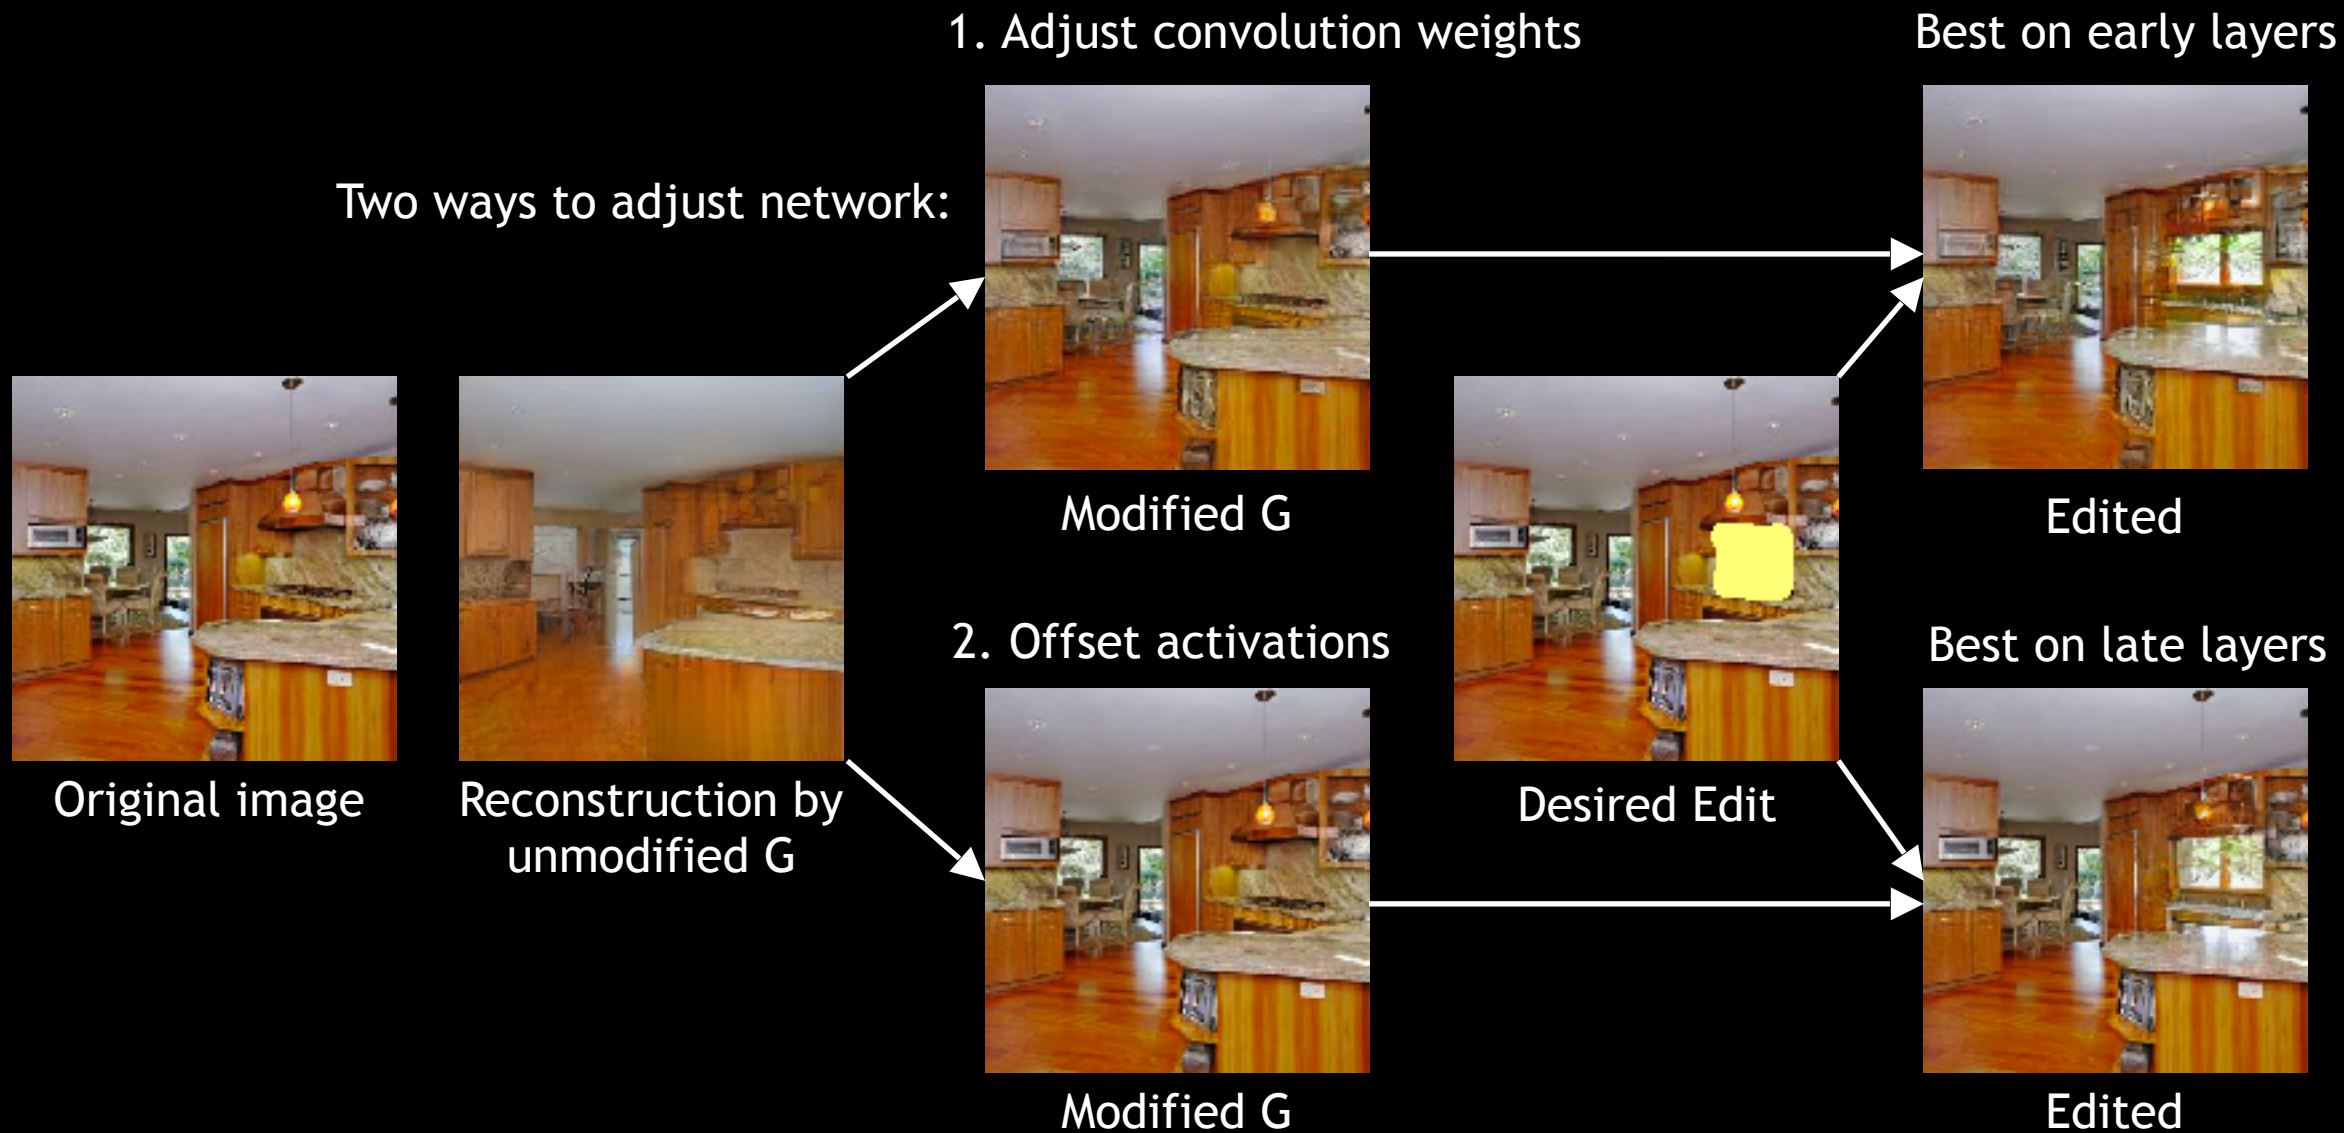 1. Adjust convolution weights
Best on early layers
Two ways to adjust network:
Modified G
Edited
2. Offset activations
Best on late layers
Original image
Reconstruction by
unmodified G
Desired Edit
Modified G
Edited